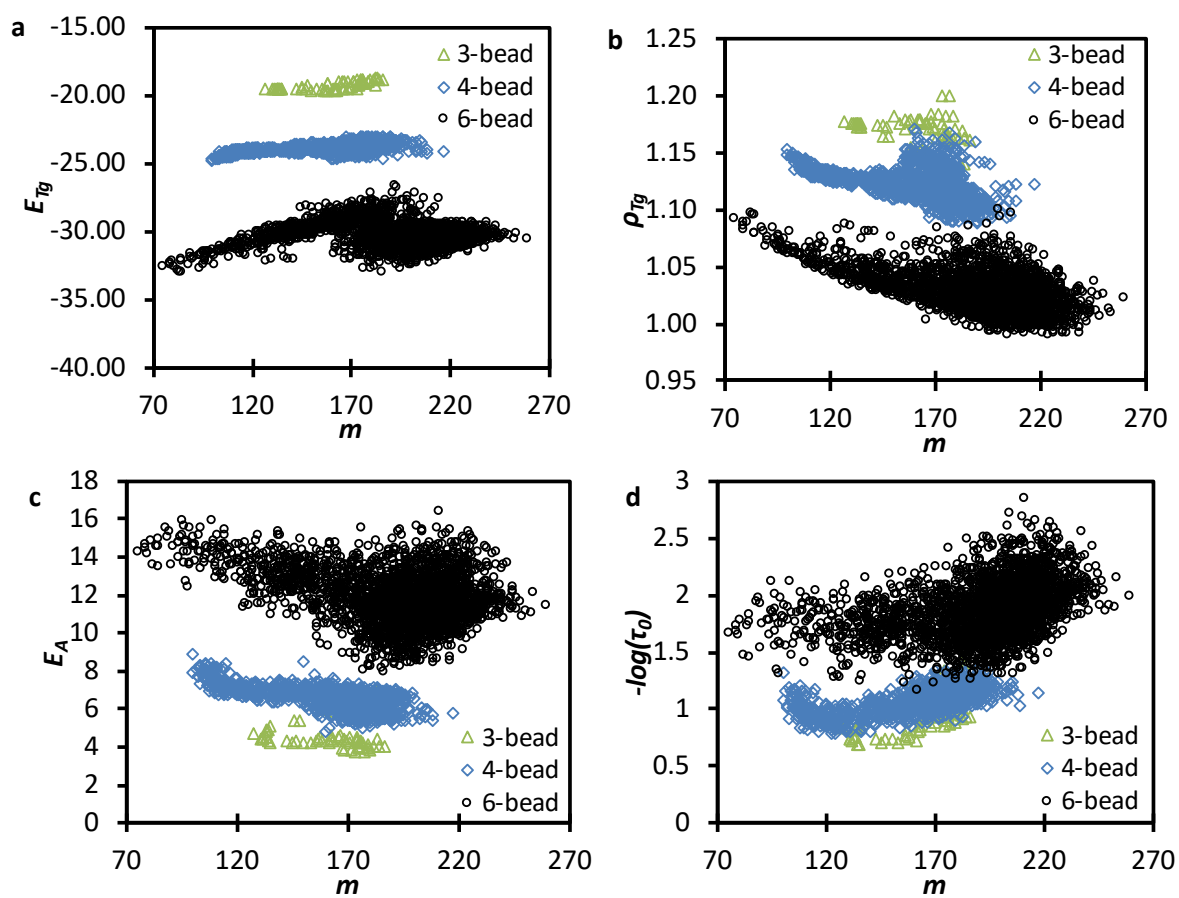 a
-15.00
-20.00
-25.00
-30.00
-35.00
-40.00
E_Tg
3-bead
4-bead
6-bead
70 120 170 220 270
m
b
1.25
1.20
1.15
1.10
1.05
1.00
0.95
ρ_Tg
3-bead
4-bead
6-bead
70 120 170 220 270
m
c
18
16
14
12
10
8
6
4
2
0
E_A
3-bead
4-bead
6-bead
70 120 170 220 270
m
d
3
2.5
2
1.5
1
0.5
0
-log(τ_0)
3-bead
4-bead
6-bead
70 120 170 220 270
m